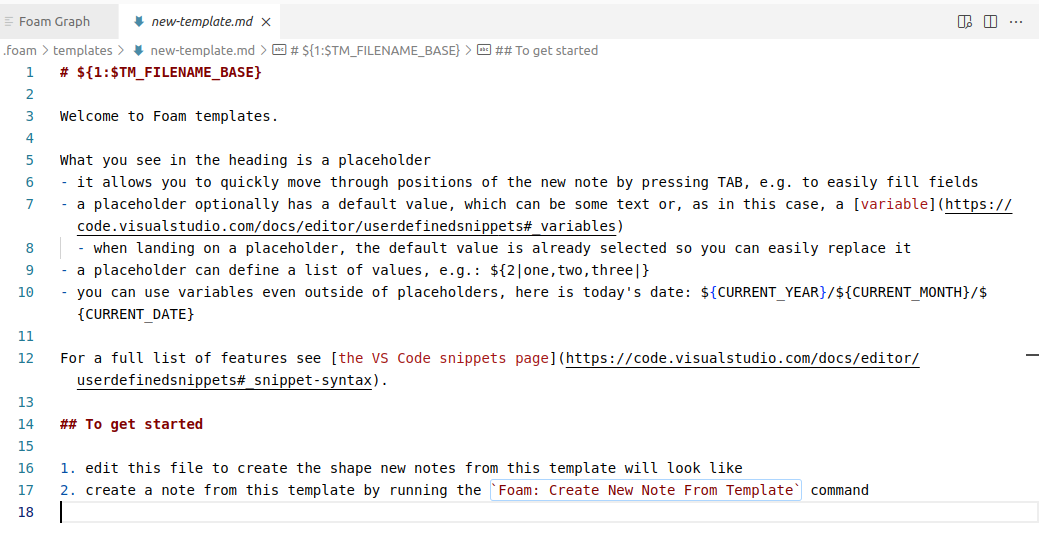 Foam Graph
new-template.md
.foam > templates > new-template.md > # ${1:$TM_FILENAME_BASE} > ## To get started
1 # ${1:$TM_FILENAME_BASE}
2
3 Welcome to Foam templates.
4
5 What you see in the heading is a placeholder
6 - it allows you to quickly move through positions of the new note by pressing TAB, e.g. to easily fill fields
7 - a placeholder optionally has a default value, which can be some text or, as in this case, a [variable](https://
code.visualstudio.com/docs/editor/userdefinedsnippets#_variables)
8 - when landing on a placeholder, the default value is already selected so you can easily replace it
9 - a placeholder can define a list of values, e.g.: ${2|one,two,three|}
10 - you can use variables even outside of placeholders, here is today's date: ${CURRENT_YEAR}/${CURRENT_MONTH}/$
{CURRENT_DATE}
11
12 For a full list of features see [the VS Code snippets page](https://code.visualstudio.com/docs/editor/
userdefinedsnippets#_snippet-syntax).
13
14 ## To get started
15
16 1. edit this file to create the shape new notes from this template will look like
17 2. create a note from this template by running the `Foam: Create New Note From Template` command
18